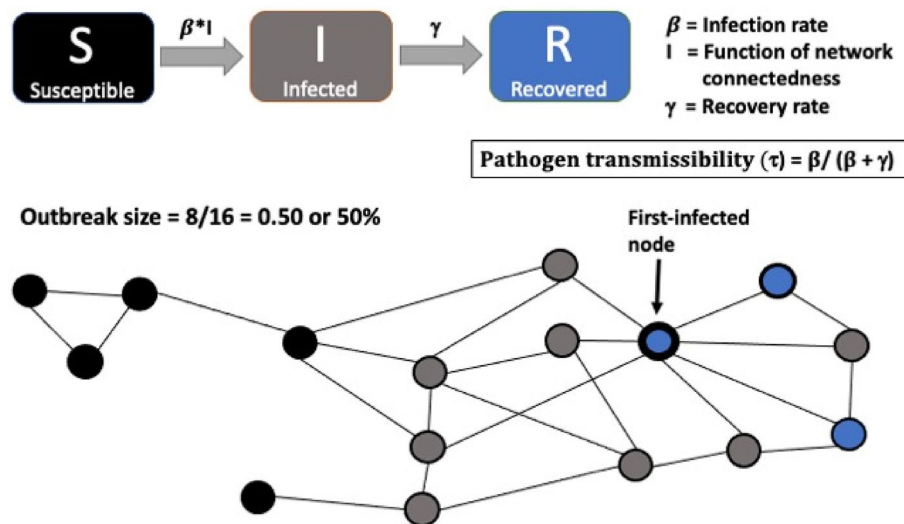 S
Susceptible
β*I
I
Infected
γ
R
Recovered
β = Infection rate
I = Function of network
connectedness
γ = Recovery rate
Pathogen transmissibility (τ) = β/ (β + γ)
Outbreak size = 8/16 = 0.50 or 50%
First-infected
node